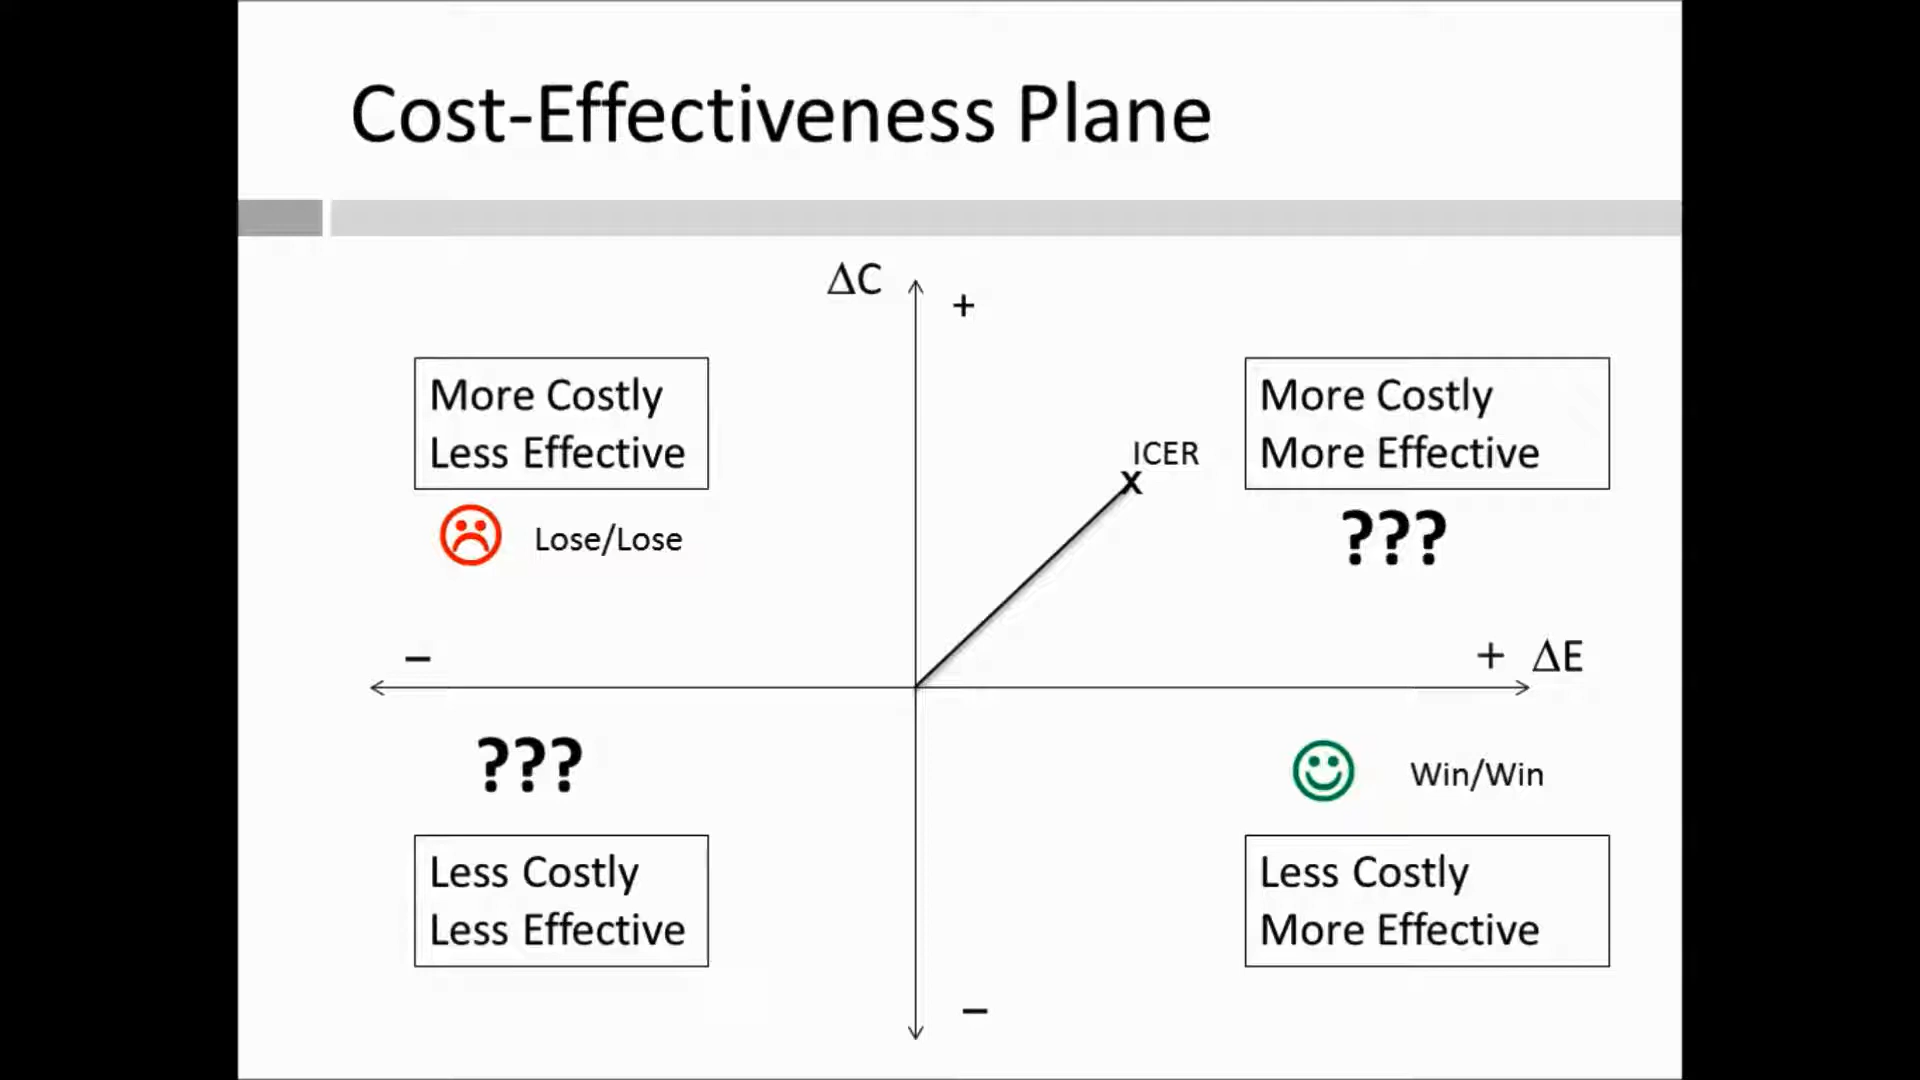 Cost-Effectiveness Plane
ΔC
+
More Costly
Less Effective
More Costly
More Effective
ICER
x
Lose/Lose
???
–
+ ΔE
???
Win/Win
Less Costly
Less Effective
Less Costly
More Effective
–